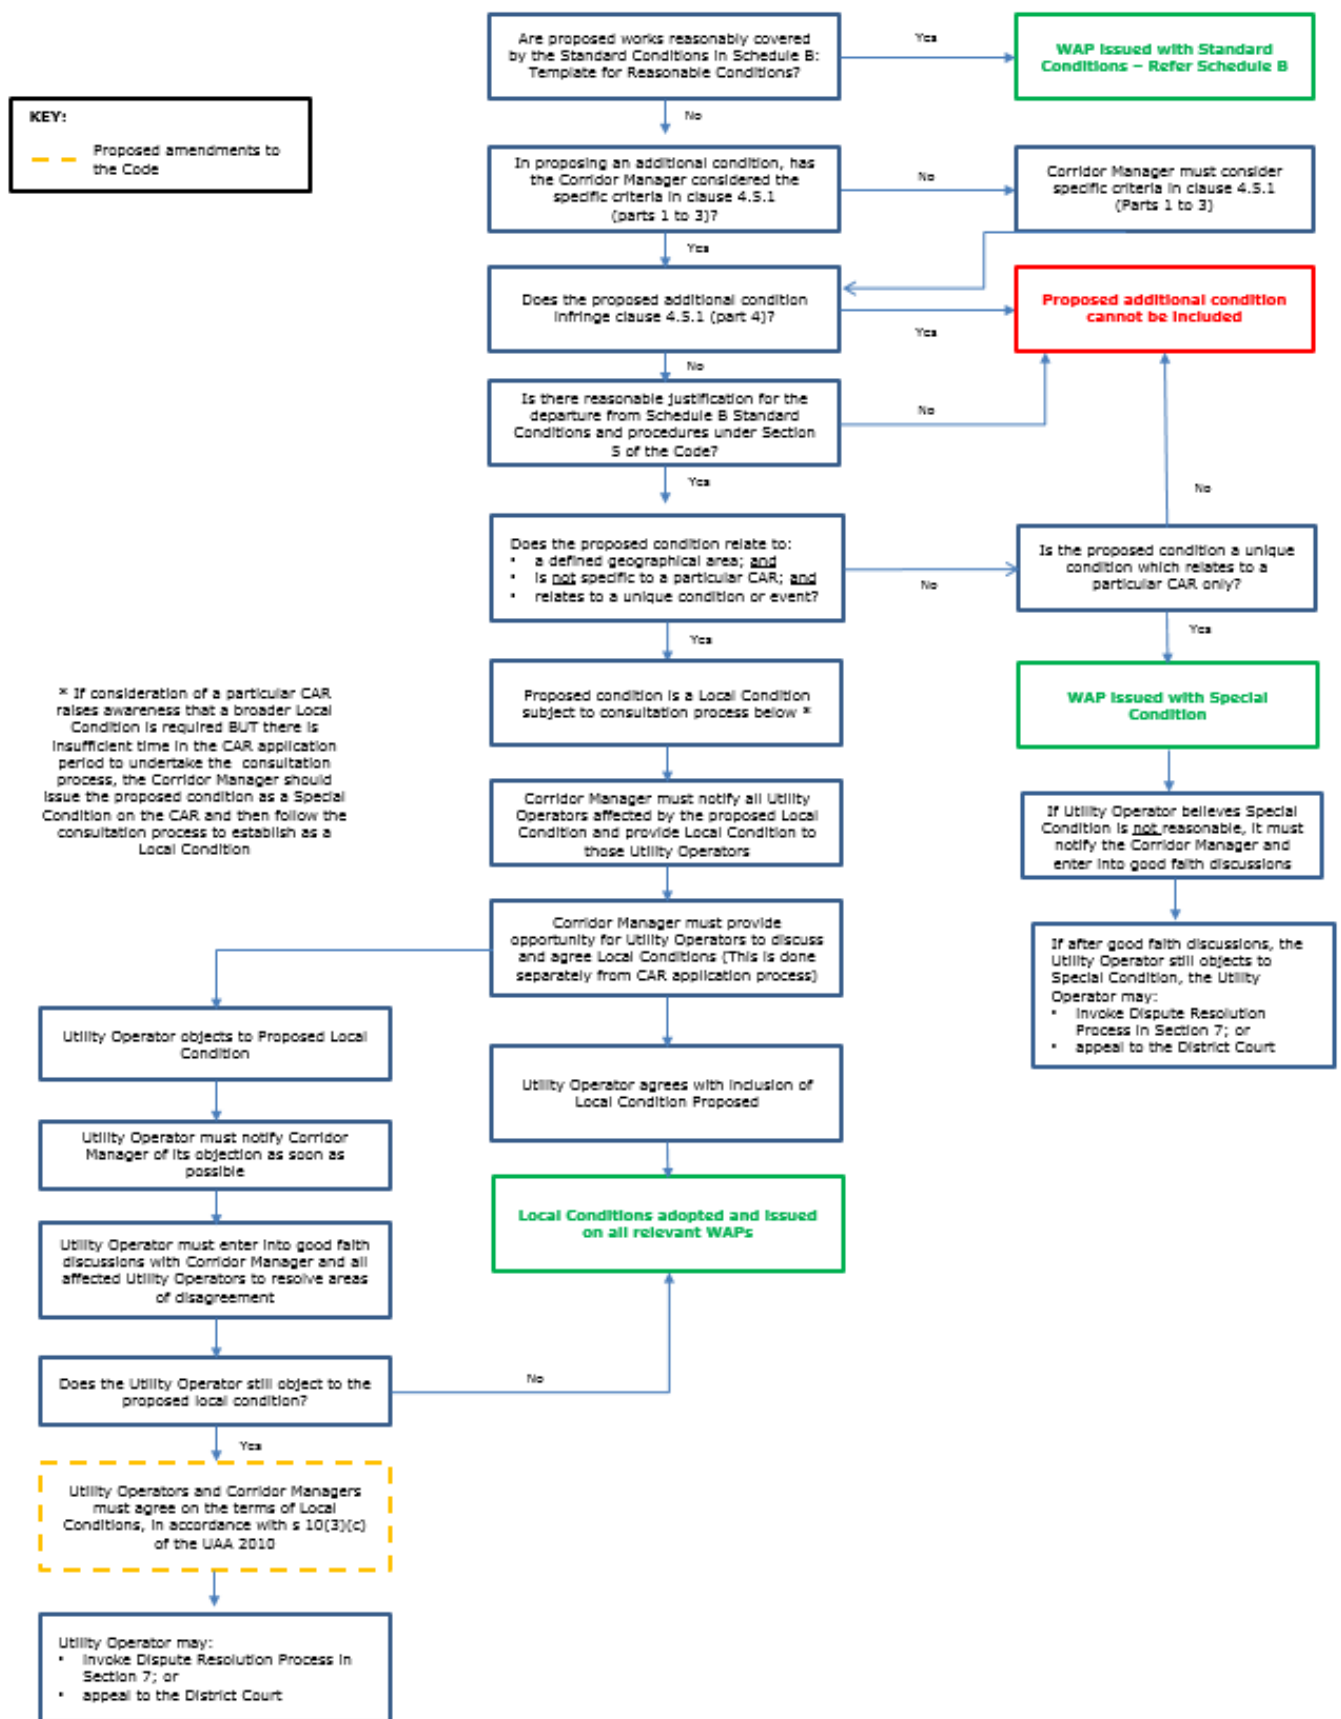 Are proposed works reasonably covered
by the Standard Conditions in Schedule B:
Template for Reasonable Conditions?
Yes
WAP Issued with Standard
Conditions – Refer Schedule B
No
KEY:
Proposed amendments to
the Code
In proposing an additional condition, has
the Corridor Manager considered the
specific criteria in clause 4.5.1
(parts 1 to 3)?
No
Corridor Manager must consider
specific criteria in clause 4.5.1
(Parts 1 to 3)
Yes
Does the proposed additional condition
infringe clause 4.5.1 (part 4)?
Yes
Proposed additional condition
cannot be included
No
Is there reasonable justification for the
departure from Schedule B Standard
Conditions and procedures under Section
5 of the Code?
No
Yes
No
Does the proposed condition relate to:
▪ a defined geographical area; and
▪ is not specific to a particular CAR; and
▪ relates to a unique condition or event?
No
Is the proposed condition a unique
condition which relates to a
particular CAR only?
Yes
Yes
Proposed condition is a Local Condition
subject to consultation process below *
WAP Issued with Special
Condition
* If consideration of a particular CAR
raises awareness that a broader Local
Condition is required BUT there is
insufficient time in the CAR application
period to undertake the consultation
process, the Corridor Manager should
issue the proposed condition as a Special
Condition on the CAR and then follow the
consultation process to establish as a
Local Condition
Corridor Manager must notify all Utility
Operators affected by the proposed Local
Condition and provide Local Condition to
those Utility Operators
If Utility Operator believes Special
Condition is not reasonable, it must
notify the Corridor Manager and
enter into good faith discussions
Corridor Manager must provide
opportunity for Utility Operators to discuss
and agree Local Conditions (This is done
separately from CAR application process)
If after good faith discussions, the
Utility Operator still objects to
Special Condition, the Utility
Operator may:
▪ invoke Dispute Resolution
Process in Section 7; or
▪ appeal to the District Court
Utility Operator objects to Proposed Local
Condition
Utility Operator agrees with inclusion of
Local Condition Proposed
Utility Operator must notify Corridor
Manager of its objection as soon as
possible
Local Conditions adopted and issued
on all relevant WAPs
Utility Operator must enter into good faith
discussions with Corridor Manager and all
affected Utility Operators to resolve areas
of disagreement
Does the Utility Operator still object to the
proposed local condition?
No
Yes
Utility Operators and Corridor Managers
must agree on the terms of Local
Conditions, in accordance with s 10(3)(c)
of the UAA 2010
Utility Operator may:
▪ invoke Dispute Resolution Process in
Section 7; or
▪ appeal to the District Court